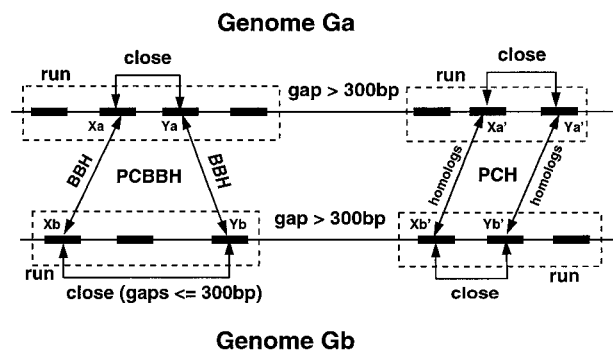 Genome Ga
run
close
gap > 300bp
run
close
Xa
Ya
Xa'
Ya'
BBH
PCBBH
BBH
homologs
PCH
homologs
Xb
Yb
gap > 300bp
Xb'
Yb'
run
close (gaps <= 300bp)
close
run
Genome Gb